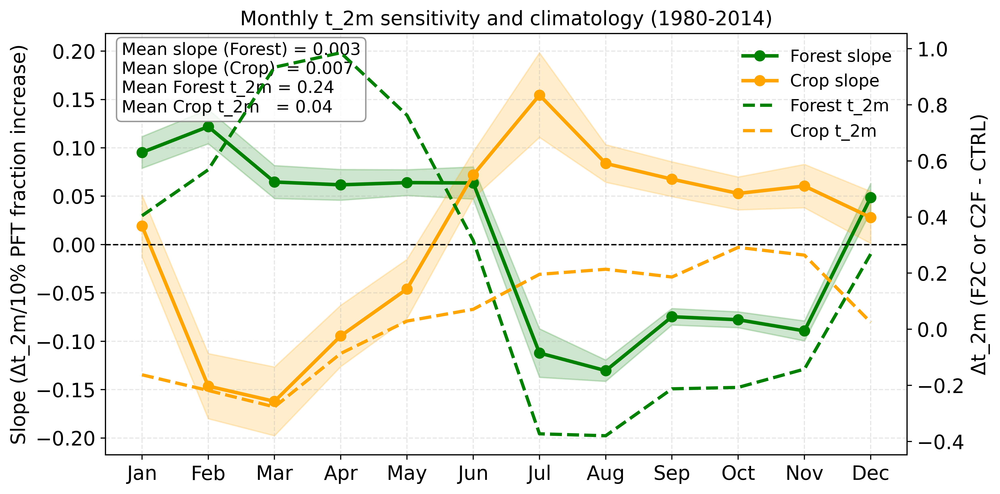 Monthly t_2m sensitivity and climatology (1980-2014)
Mean slope (Forest) = 0.003
Mean slope (Crop)  = 0.007
Mean Forest t_2m = 0.24
Mean Crop t_2m   = 0.04
Forest slope
Crop slope
Forest t_2m
Crop t_2m
Slope (Δt_2m/10% PFT fraction increase)
0.20
0.15
0.10
0.05
0.00
−0.05
−0.10
−0.15
−0.20
Δt_2m (F2C or C2F - CTRL)
1.0
0.8
0.6
0.4
0.2
0.0
−0.2
−0.4
Jan Feb Mar Apr May Jun Jul Aug Sep Oct Nov Dec